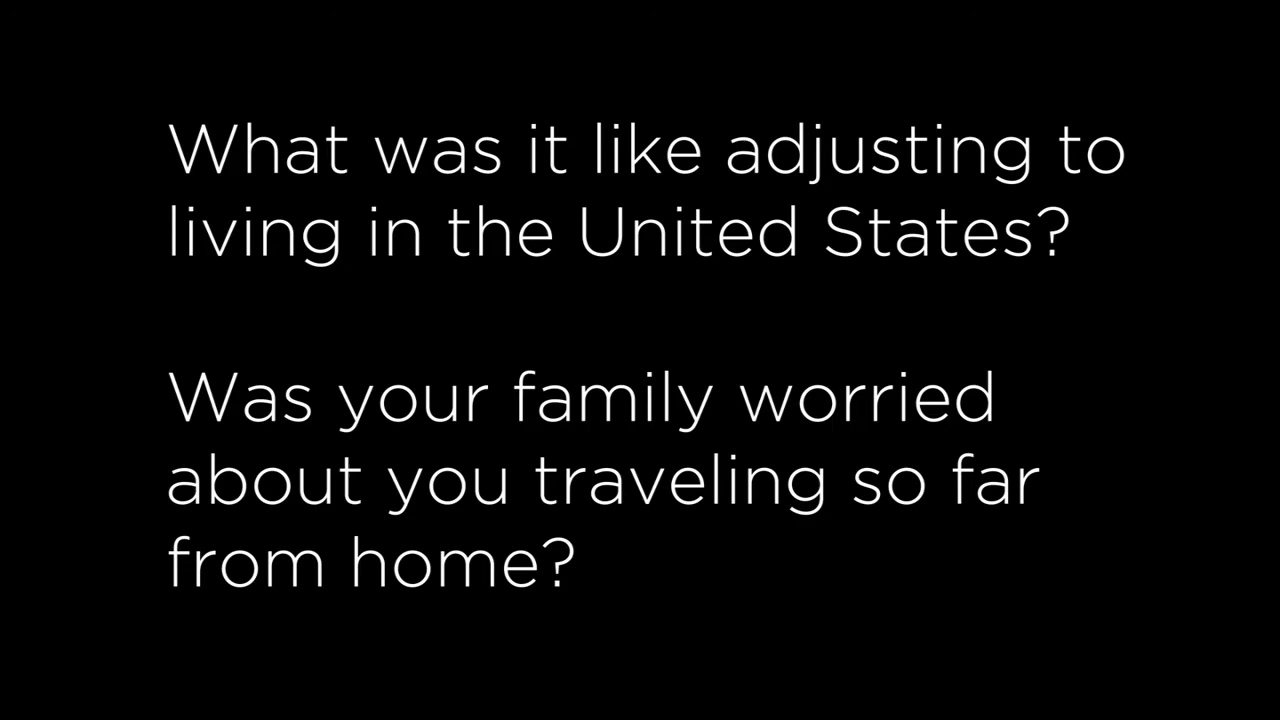 What was it like adjusting to
living in the United States?
Was your family worried
about you traveling so far
from home?